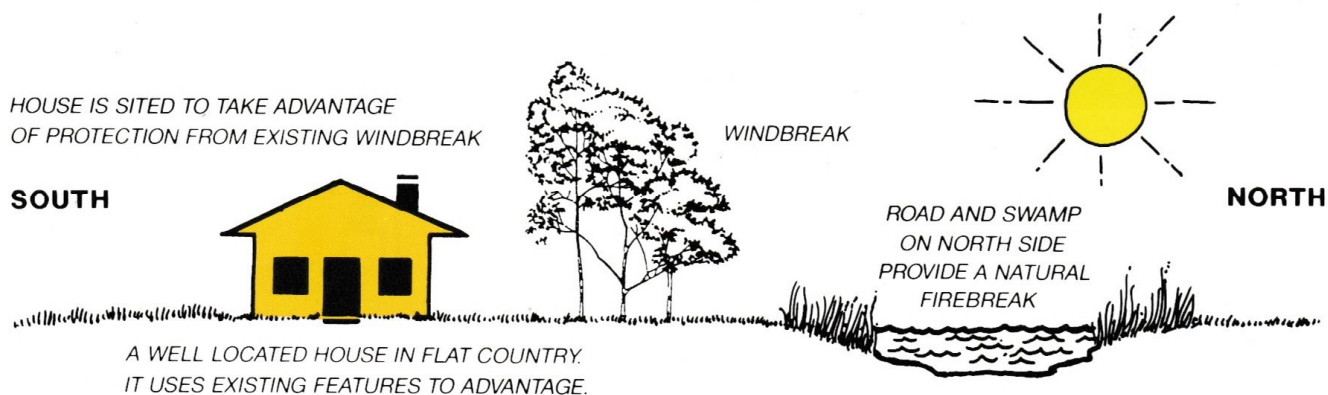 HOUSE IS SITED TO TAKE ADVANTAGE
OF PROTECTION FROM EXISTING WINDBREAK
SOUTH
WINDBREAK
NORTH
ROAD AND SWAMP
ON NORTH SIDE
PROVIDE A NATURAL
FIREBREAK
A WELL LOCATED HOUSE IN FLAT COUNTRY.
IT USES EXISTING FEATURES TO ADVANTAGE.